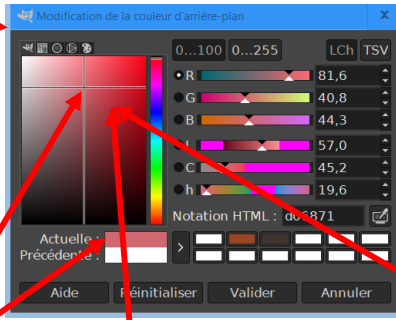 Modification de la couleur d'arrière-plan x
0...100 0...255 LCh TSV
R 81,6
G 40,8
B 44,3
L 57,0
C 45,2
h 19,6
Notation HTML : d06871
Actuelle :
Précédente :
Aide Réinitialiser Valider Annuler